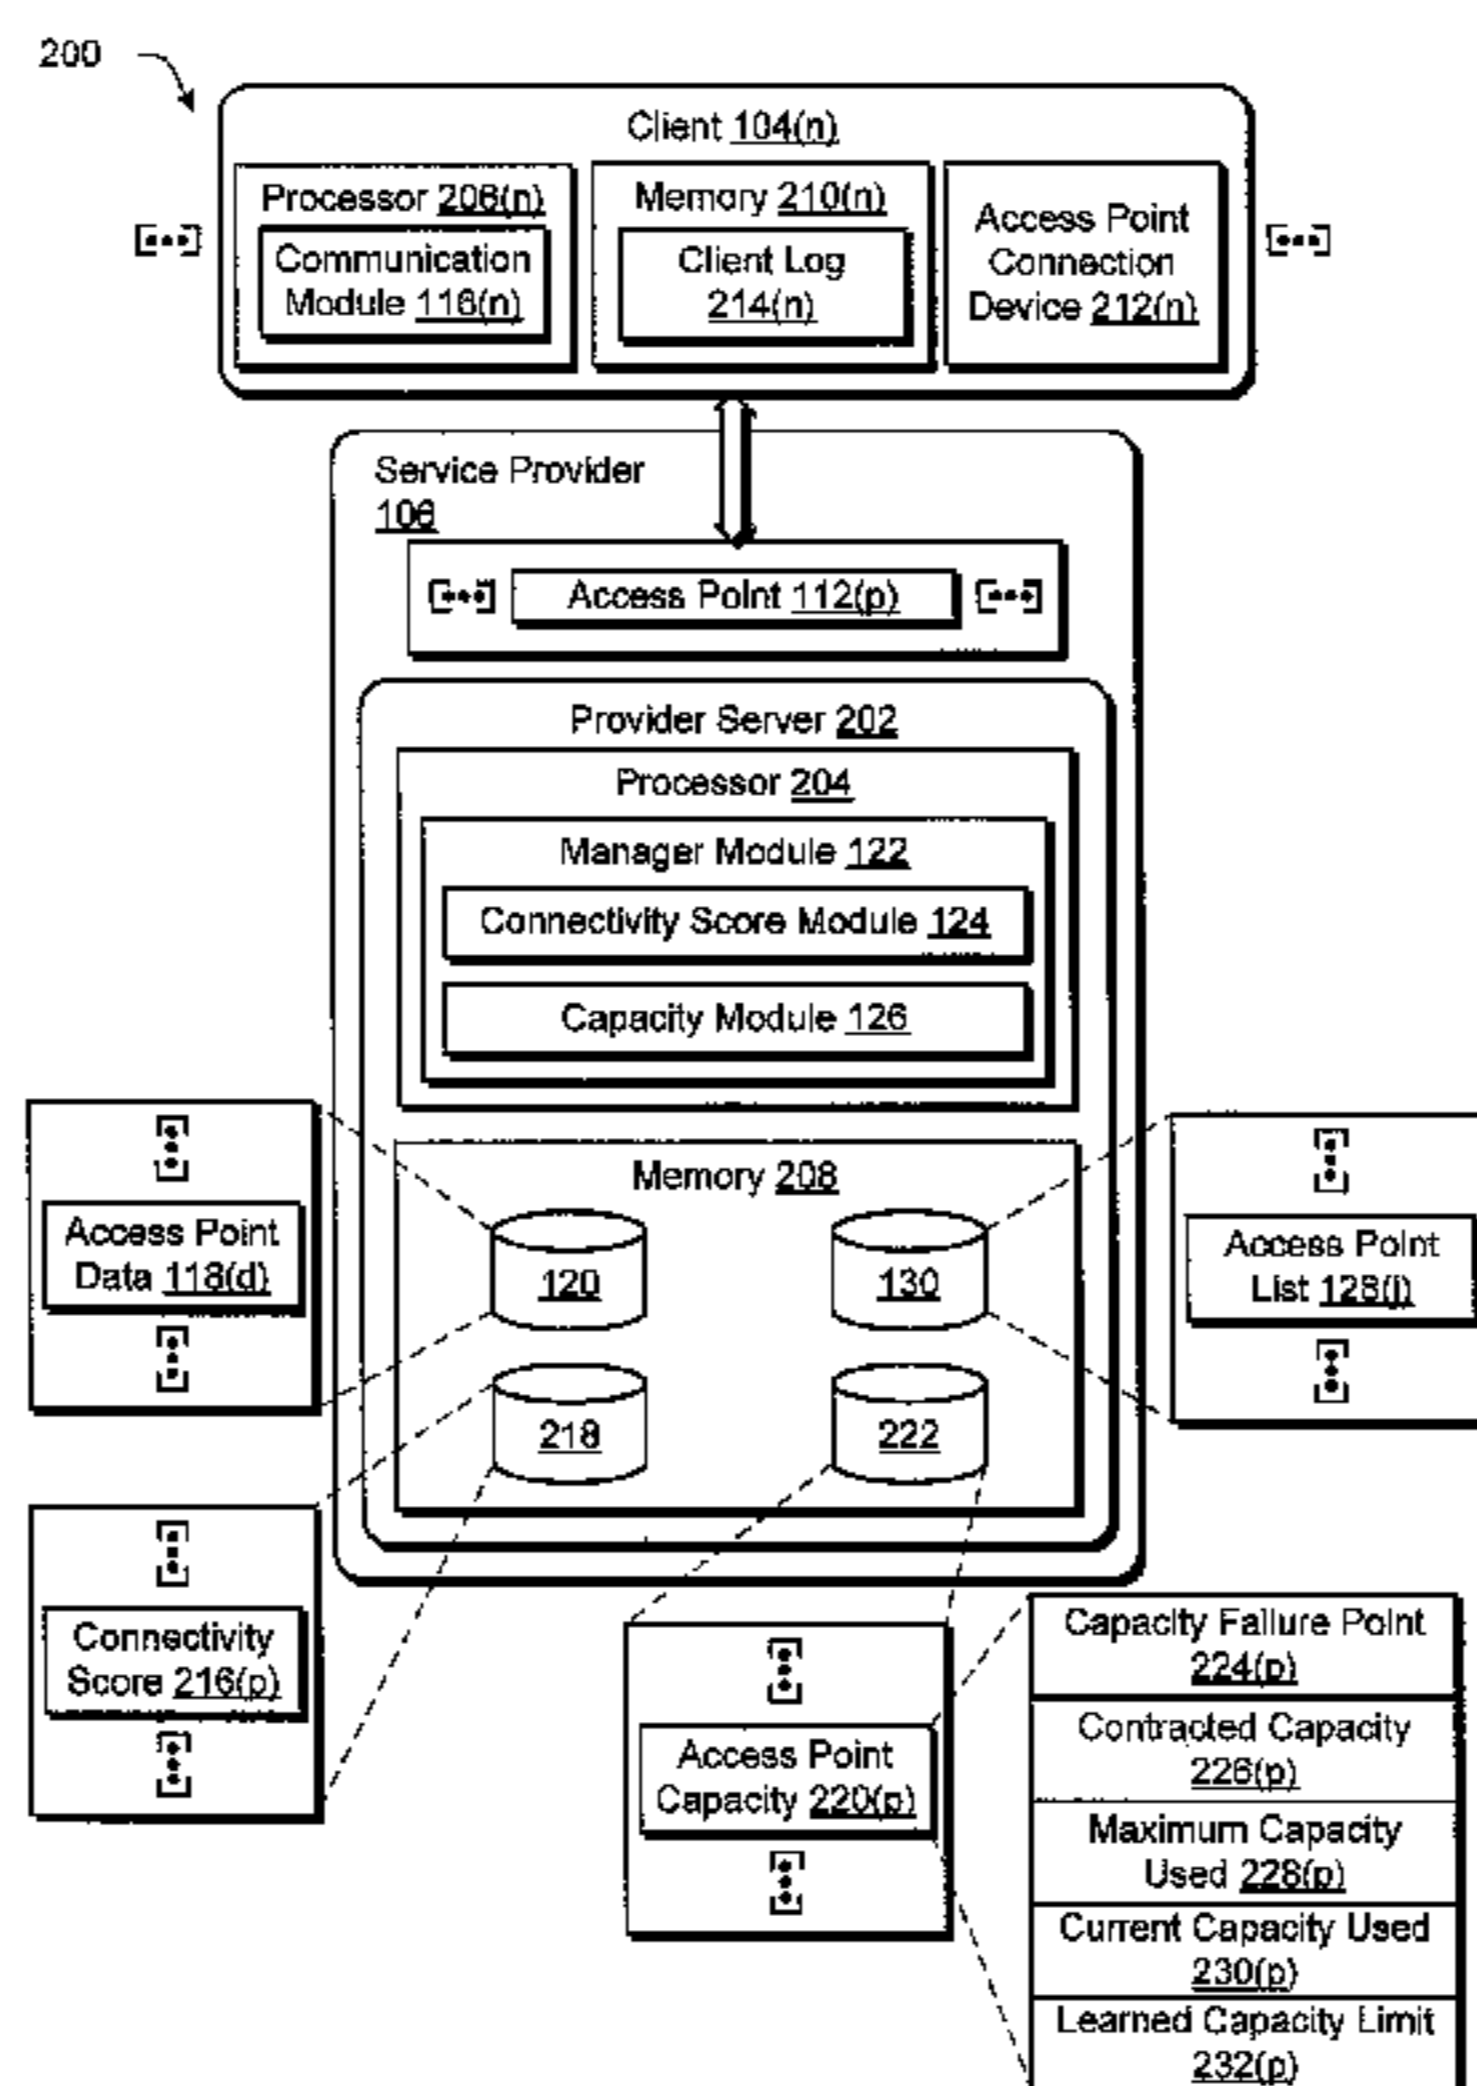 200
Client 104(n)
Processor 206(n)
Communication
Module 116(n)
Memory 210(n)
Client Log
214(n)
Access Point
Connection
Device 212(n)
Service Provider
106
Access Point 112(p)
Provider Server 202
Processor 204
Manager Module 122
Connectivity Score Module 124
Capacity Module 126
Memory 208
120
130
218
222
Access Point
Data 118(d)
Access Point
List 128(j)
Connectivity
Score 216(p)
Access Point
Capacity 220(p)
Capacity Failure Point
224(p)
Contracted Capacity
226(p)
Maximum Capacity
Used 228(p)
Current Capacity Used
230(p)
Learned Capacity Limit
232(p)